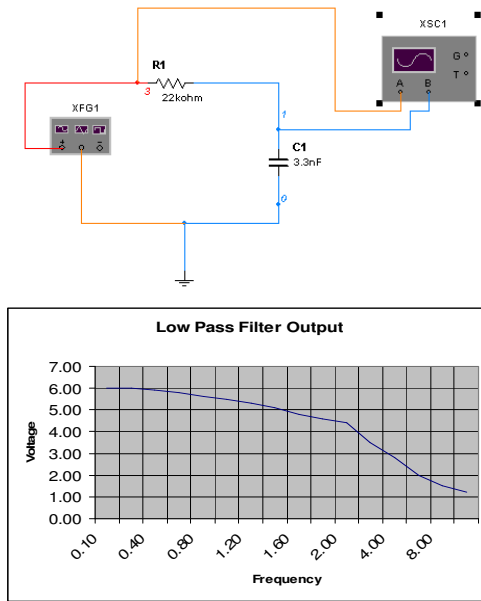 XSC1
G
T
A B
R1
3
22kohm
1
XFG1
C1
3.3nF
0
Low Pass Filter Output
Voltage
7.00
6.00
5.00
4.00
3.00
2.00
1.00
0.00
0.10 0.40 0.80 1.20 1.60 2.00 4.00 8.00
Frequency